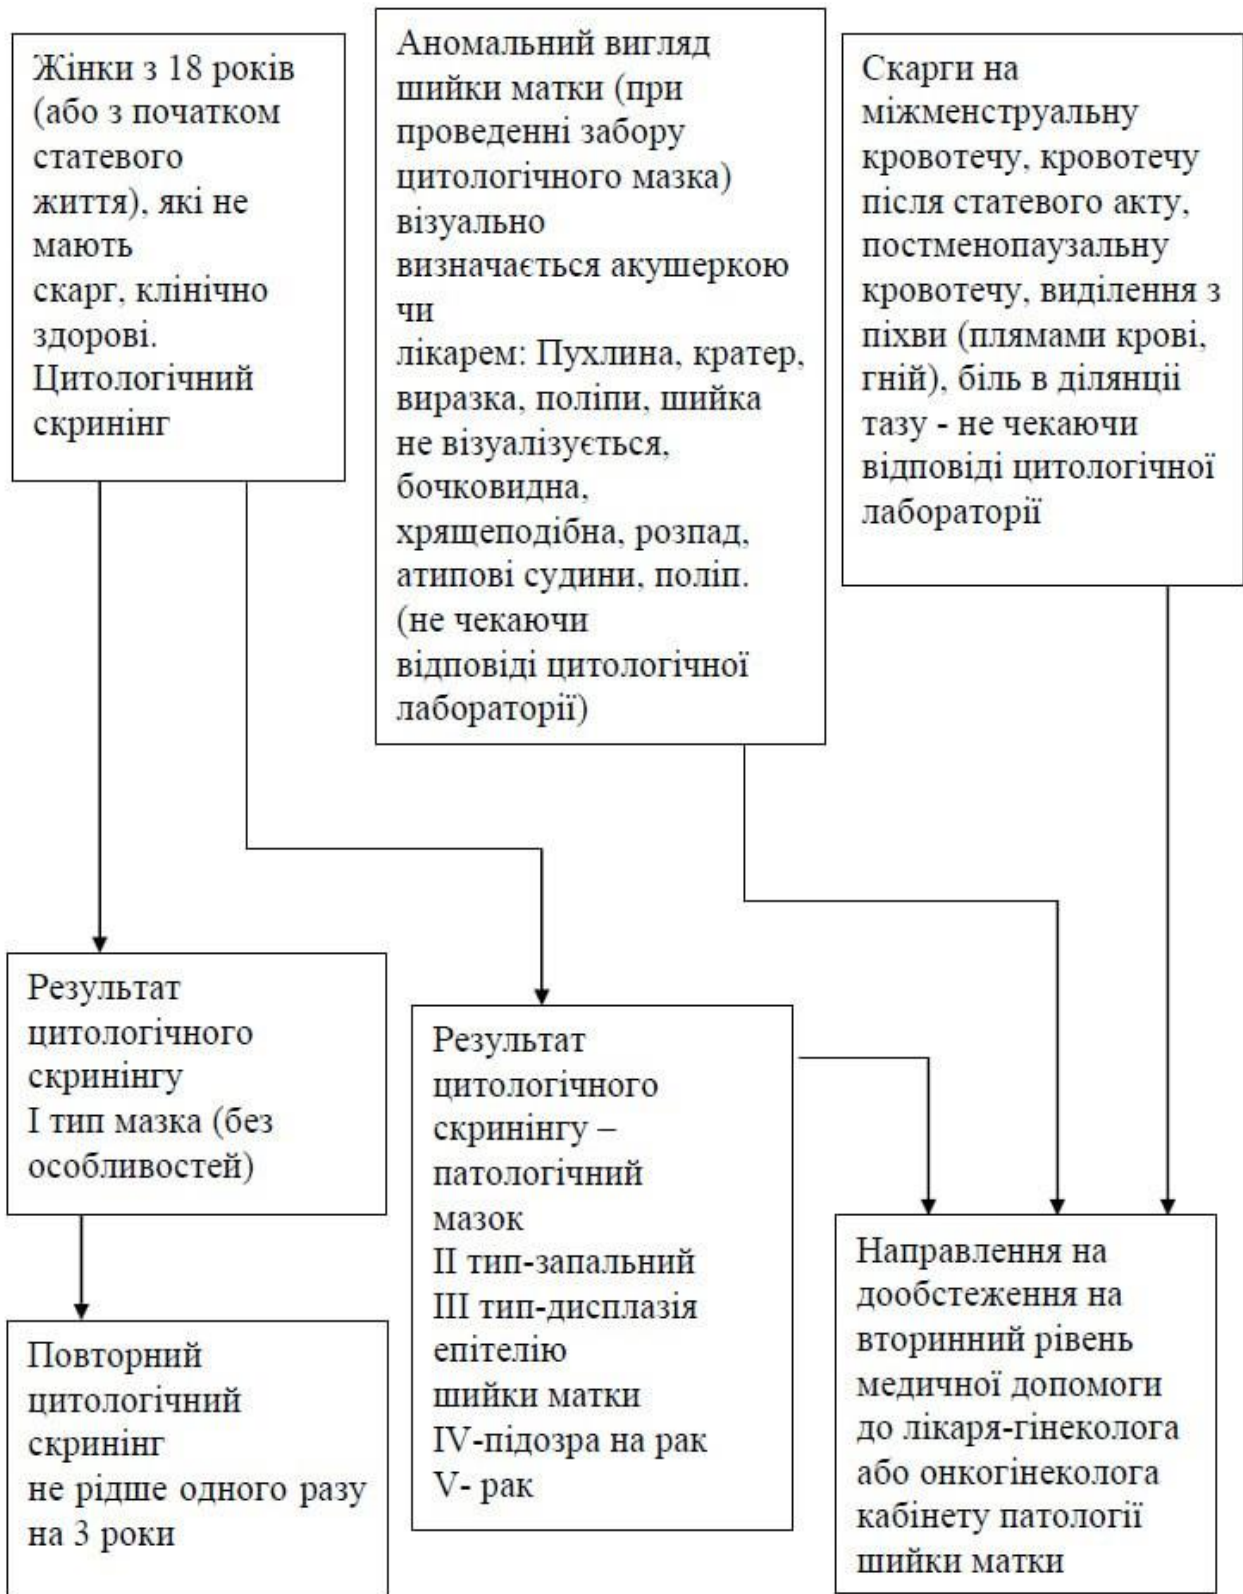 Жінки з 18 років
(або з початком
статевого
життя), які не
мають
скарг, клінічно
здорові.
Цитологічний
скринінг
Аномальний вигляд
шийки матки (при
проведенні забору
цитологічного мазка)
візуально
визначається акушеркою
чи
лікарем: Пухлина, кратер,
виразка, поліпи, шийка
не візуалізується,
бочковидна,
хрящеподібна, розпад,
атипові судини, поліп.
(не чекаючи
відповіді цитологічної
лабораторії)
Скарги на
міжменструальну
кровотечу, кровотечу
після статевого акту,
постменопаузальну
кровотечу, виділення з
піхви (плямами крові,
гній), біль в ділянціі
тазу - не чекаючи
відповіді цитологічної
лабораторії
Результат
цитологічного
скринінгу
I тип мазка (без
особливостей)
Результат
цитологічного
скринінгу –
патологічний
мазок
II тип-запальний
III тип-дисплазія
епітелію
шийки матки
IV-підозра на рак
V- рак
Направлення на
дообстеження на
вторинний рівень
медичної допомоги
до лікаря-гінеколога
або онкогінеколога
кабінету патології
шийки матки
Повторний
цитологічний
скринінг
не рідше одного разу
на 3 роки